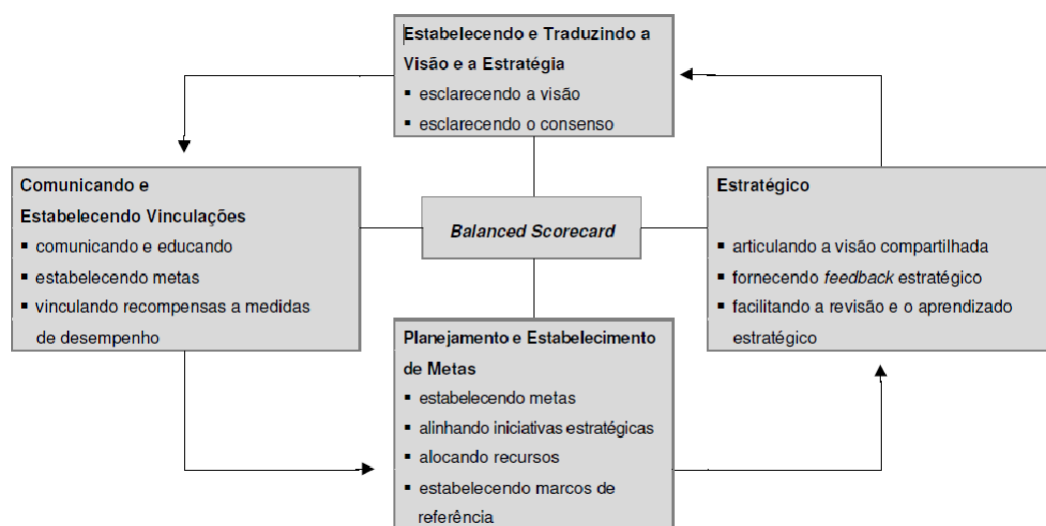 Estabelecendo e Traduzindo a
Visão e a Estratégia
▪ esclarecendo a visão
▪ esclarecendo o consenso
Comunicando e
Estabelecendo Vinculações
▪ comunicando e educando
▪ estabelecendo metas
▪ vinculando recompensas a medidas
de desempenho
Balanced Scorecard
Estratégico
▪ articulando a visão compartilhada
▪ fornecendo feedback estratégico
▪ facilitando a revisão e o aprendizado
estratégico
Planejamento e Estabelecimento
de Metas
▪ estabelecendo metas
▪ alinhando iniciativas estratégicas
▪ alocando recursos
▪ estabelecendo marcos de
referência